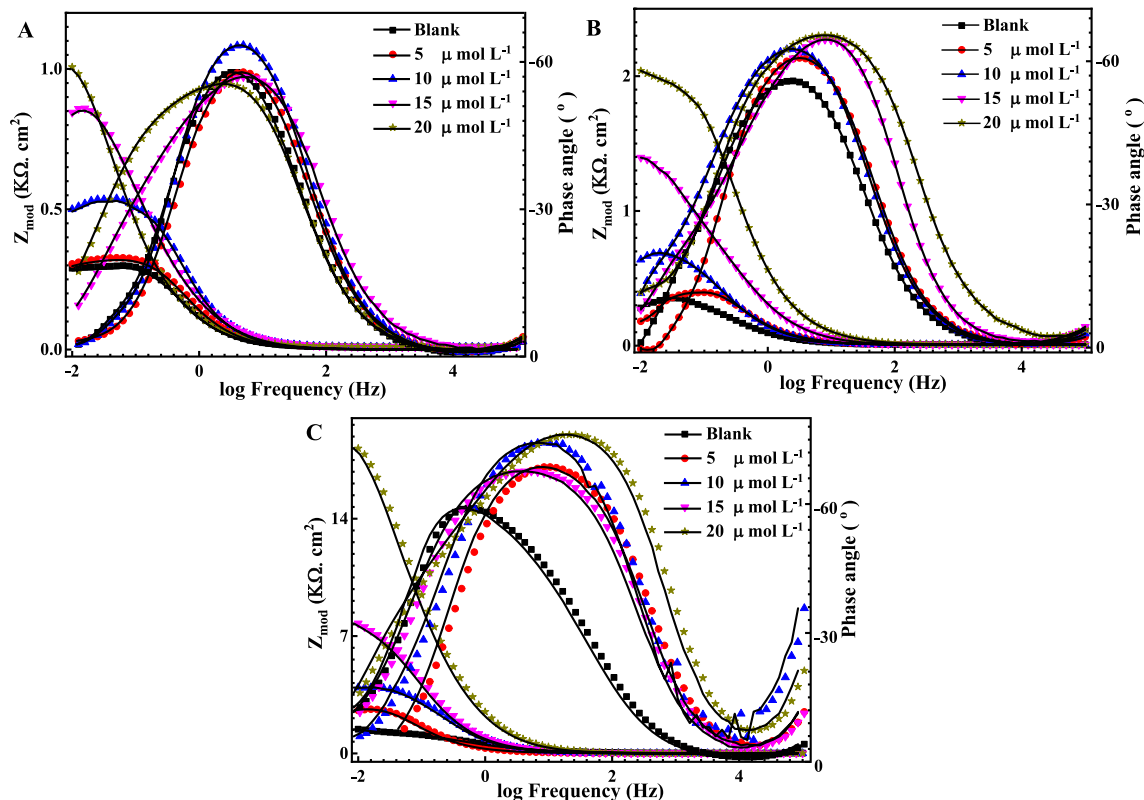 A
Blank
5 μ mol L-1
10 μ mol L-1
15 μ mol L-1
20 μ mol L-1
1.0
0.5
0.0
Zmod (KΩ. cm2)
-60
-30
0
Phase angle ( o )
-2 0 2 4
log Frequency (Hz)
B
Blank
5 μ mol L-1
10 μ mol L-1
15 μ mol L-1
20 μ mol L-1
2
1
0
Zmod (KΩ. cm2)
-60
-30
0
Phase angle ( o )
-2 0 2 4
log Frequency (Hz)
C
Blank
5 μ mol L-1
10 μ mol L-1
15 μ mol L-1
20 μ mol L-1
14
7
0
Zmod (KΩ. cm2)
-60
-30
0
Phase angle ( o )
-2 0 2 4
log Frequency (Hz)